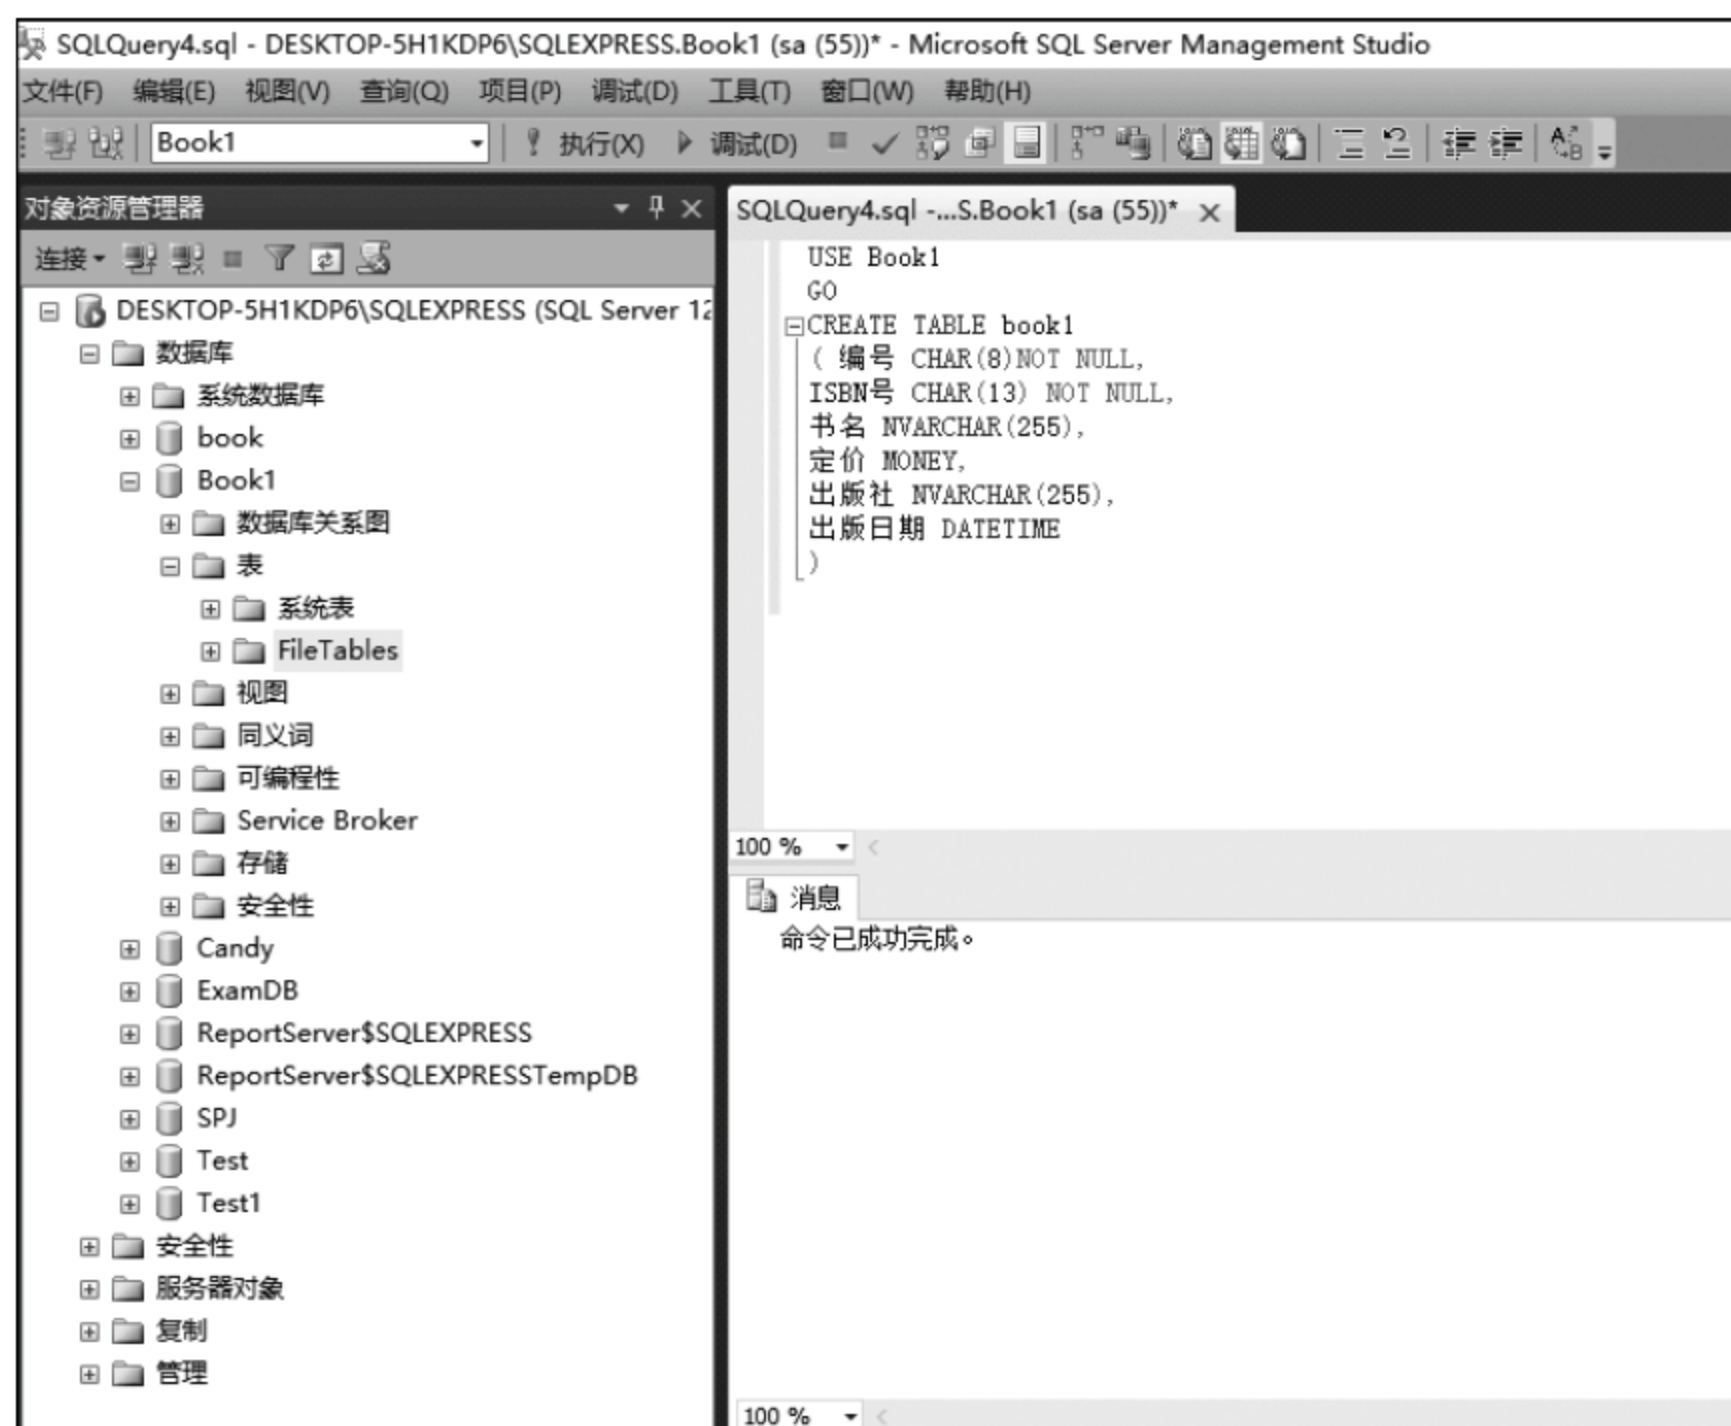 SQLQuery4.sql - DESKTOP-5H1KDP6\SQLEXPRESS.Book1 (sa (55))* - Microsoft SQL Server Management Studio
文件(F) 编辑(E) 视图(V) 查询(Q) 项目(P) 调试(D) 工具(T) 窗口(W) 帮助(H)
Book1 执行(X) 调试(D)
对象资源管理器
连接
DESKTOP-5H1KDP6\SQLEXPRESS (SQL Server 12
数据库
系统数据库
book
Book1
数据库关系图
表
系统表
FileTables
视图
同义词
可编程性
Service Broker
存储
安全性
Candy
ExamDB
ReportServer$SQLEXPRESS
ReportServer$SQLEXPRESSTempDB
SPJ
Test
Test1
安全性
服务器对象
复制
管理
SQLQuery4.sql -...S.Book1 (sa (55))*
USE Book1
GO
CREATE TABLE book1
( 编号 CHAR(8)NOT NULL,
ISBN号 CHAR(13) NOT NULL,
书名 NVARCHAR(255),
定价 MONEY,
出版社 NVARCHAR(255),
出版日期 DATETIME
)
100 %
消息
命令已成功完成。
100 %